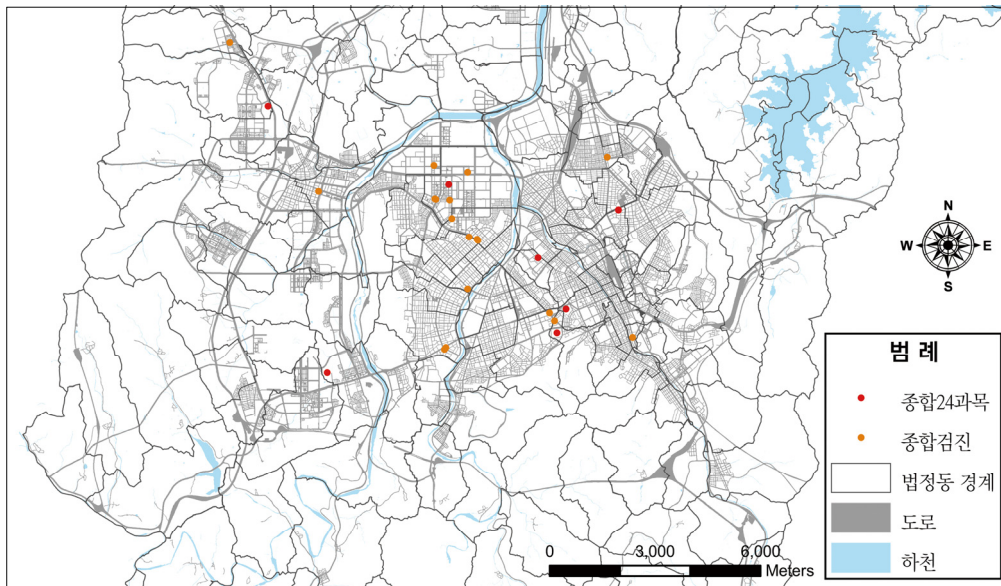 N
W E
S
범 례
종합24과목
종합검진
법정동 경계
도로
하천
0 3,000 6,000
Meters